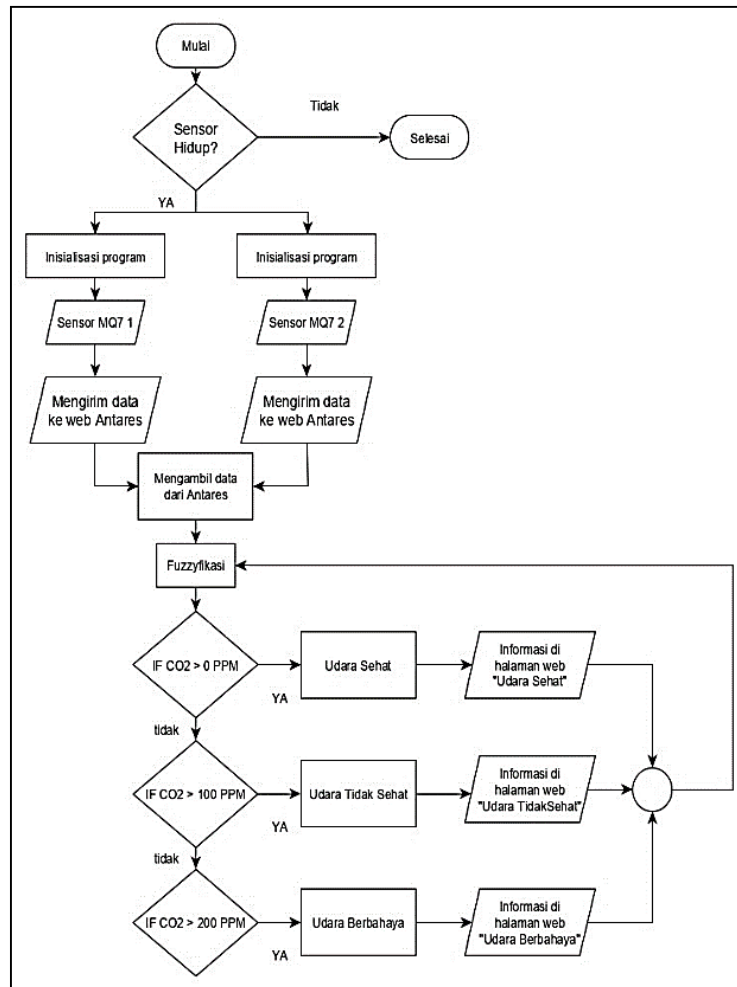 Mulai
Tidak
Sensor
Hidup?
Selesai
YA
Inisialisasi program
Inisialisasi program
Sensor MQ7 1
Sensor MQ7 2
Mengirim data
ke web Antares
Mengirim data
ke web Antares
Mengambil data
dari Antares
Fuzzyfikasi
IF CO2 > 0 PPM
YA
Udara Sehat
Informasi di
halaman web
"Udara Sehat"
tidak
IF CO2 > 100 PPM
YA
Udara Tidak Sehat
Informasi di
halaman web
"Udara TidakSehat"
tidak
IF CO2 > 200 PPM
YA
Udara Berbahaya
Informasi di
halaman web
"Udara Berbahaya"